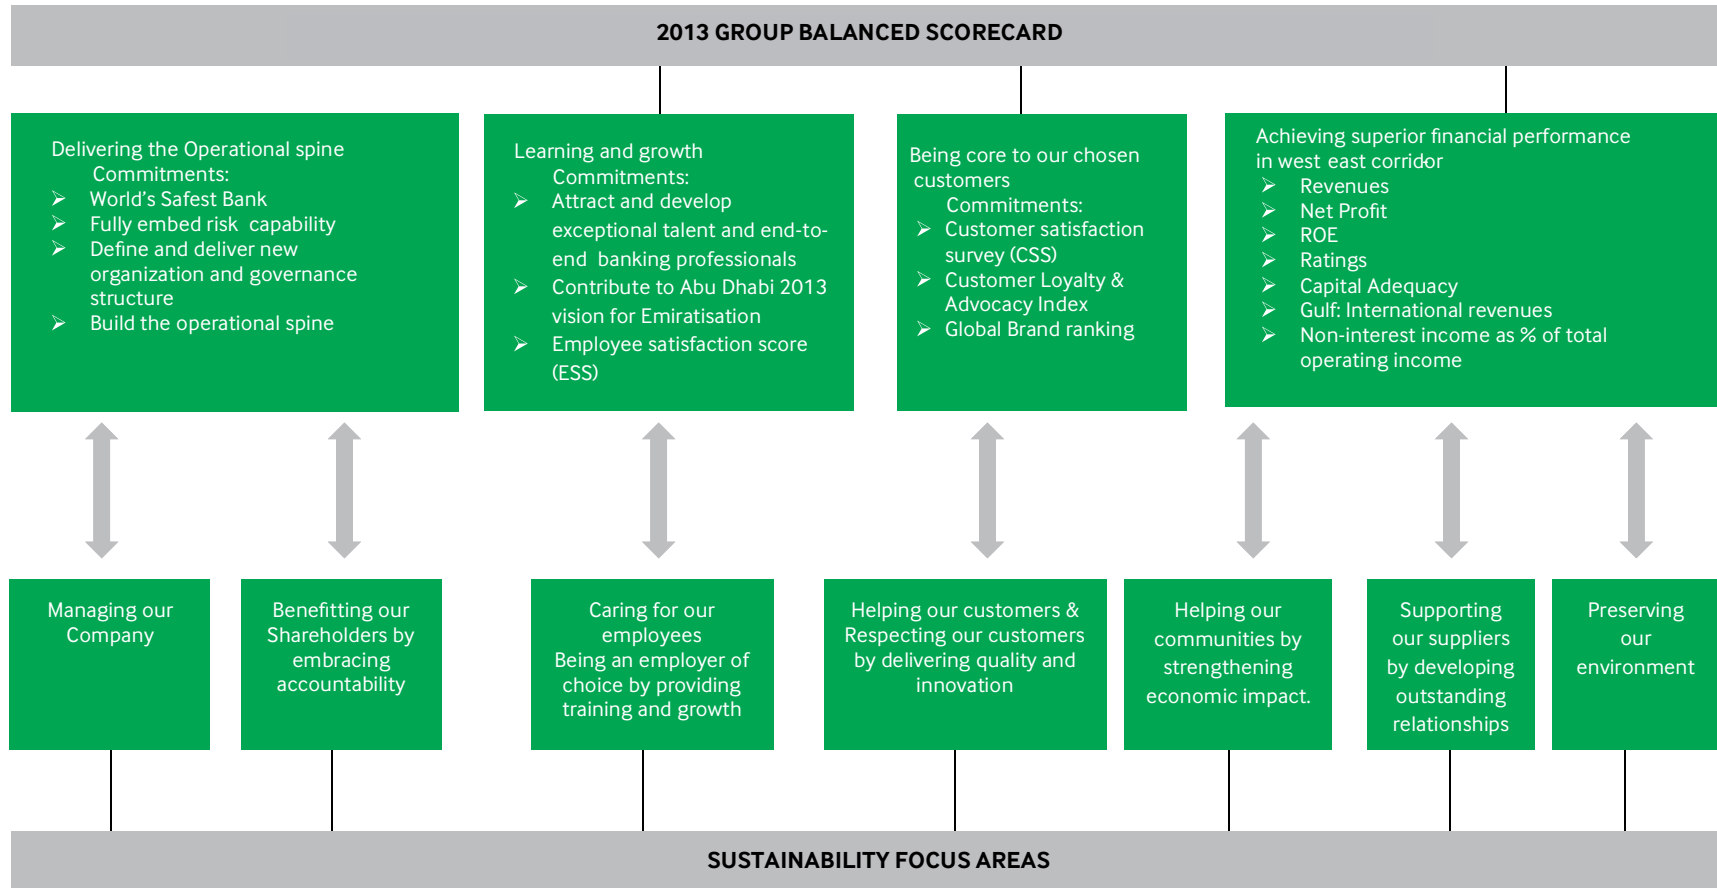 2013 GROUP BALANCED SCORECARD
Delivering the Operational spine
Commitments:
➢ World's Safest Bank
➢ Fully embed risk capability
➢ Define and deliver new
organization and governance
structure
➢ Build the operational spine
Learning and growth
Commitments:
➢ Attract and develop
exceptional talent and end-to-
end banking professionals
➢ Contribute to Abu Dhabi 2013
vision for Emiratisation
➢ Employee satisfaction score
(ESS)
Being core to our chosen
customers
Commitments:
➢ Customer satisfaction
survey (CSS)
➢ Customer Loyalty &
Advocacy Index
➢ Global Brand ranking
Achieving superior financial performance
in west east corridor
➢ Revenues
➢ Net Profit
➢ ROE
➢ Ratings
➢ Capital Adequacy
➢ Gulf: International revenues
➢ Non-interest income as % of total
operating income
Managing our
Company
Benefitting our
Shareholders by
embracing
accountability
Caring for our
employees
Being an employer of
choice by providing
training and growth
Helping our customers &
Respecting our customers
by delivering quality and
innovation
Helping our
communities by
strengthening
economic impact.
Supporting
our suppliers
by developing
outstanding
relationships
Preserving
our
environment
SUSTAINABILITY FOCUS AREAS